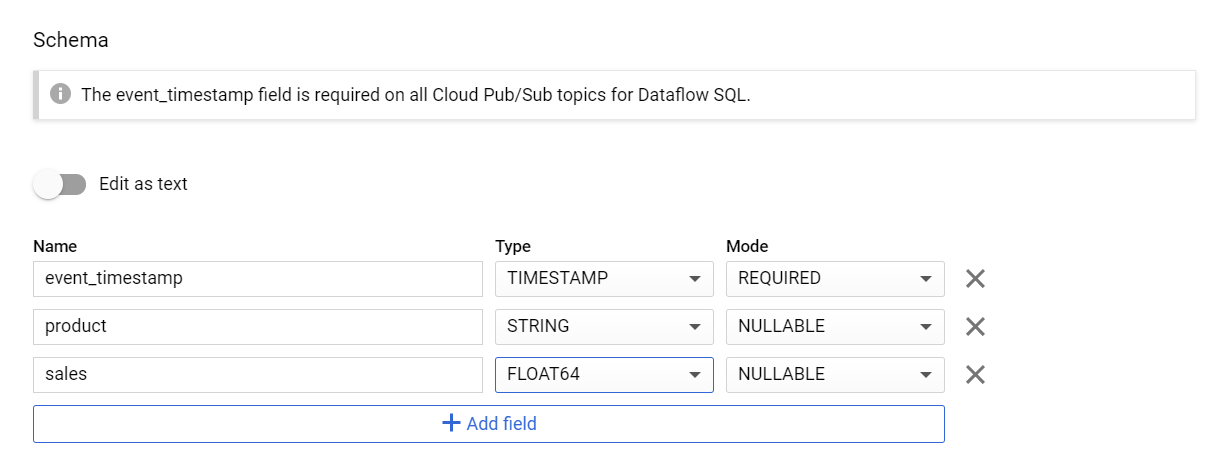 Schema
The event_timestamp field is required on all Cloud Pub/Sub topics for Dataflow SQL.
Edit as text
Name Type Mode
event_timestamp TIMESTAMP REQUIRED
product STRING NULLABLE
sales FLOAT64 NULLABLE
+ Add field